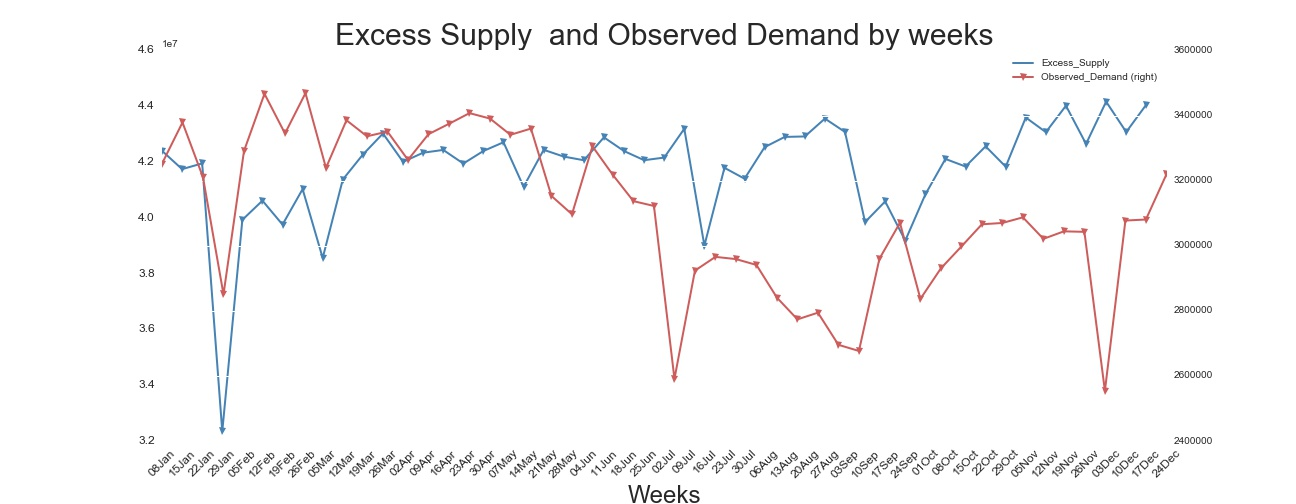 Excess Supply  and Observed Demand by weeks
1e7
4.6
4.4
4.2
4.0
3.8
3.6
3.4
3.2
3600000
3400000
3200000
3000000
2800000
2600000
2400000
Excess_Supply
Observed_Demand (right)
08Jan
15Jan
22Jan
29Jan
05Feb
12Feb
19Feb
26Feb
05Mar
12Mar
19Mar
26Mar
02Apr
09Apr
16Apr
23Apr
30Apr
07May
14May
21May
28May
04Jun
11Jun
18Jun
25Jun
02Jul
09Jul
16Jul
23Jul
30Jul
06Aug
13Aug
20Aug
27Aug
03Sep
10Sep
17Sep
24Sep
01Oct
08Oct
15Oct
22Oct
29Oct
05Nov
12Nov
19Nov
26Nov
03Dec
10Dec
17Dec
24Dec
Weeks